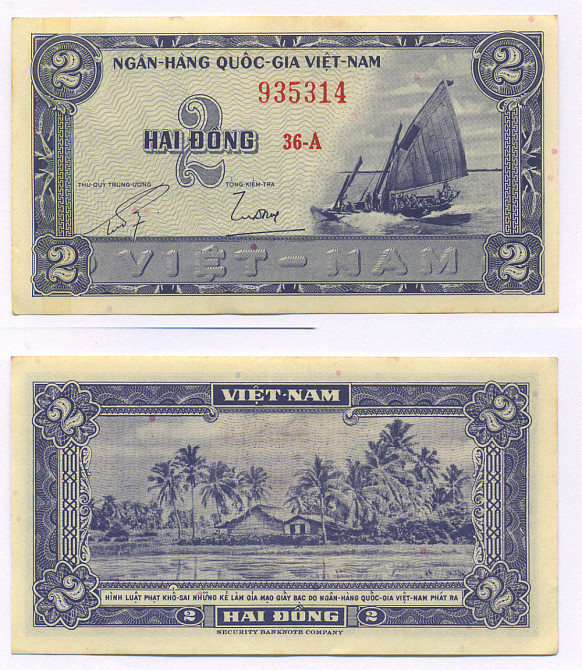 2 2
NGÂN-HÀNG QUỐC-GIA VIỆT-NAM
935314
2
HAI ĐỒNG 36-A
THỦ-QUỸ TRUNG-ƯƠNG TỔNG-KIỂM-TRA
2 2
VIỆT-NAM
2 VIỆT-NAM 2
HÌNH LUẬT PHẠT KHỔ-SAI NHỮNG KẺ LÀM GIẢ MẠO GIẤY BẠC DO NGÂN-HÀNG QUỐC-GIA VIỆT-NAM PHÁT RA
2 2 HAI ĐỒNG 2 2
SECURITY BANKNOTE COMPANY